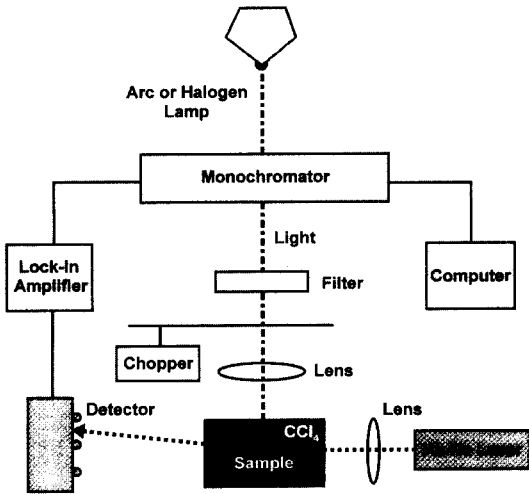 Arc or Halogen
Lamp
Monochromator
Light
Lock-in
Amplifier
Filter
Computer
Chopper
Lens
Detector
CCl₄
Lens
Sample